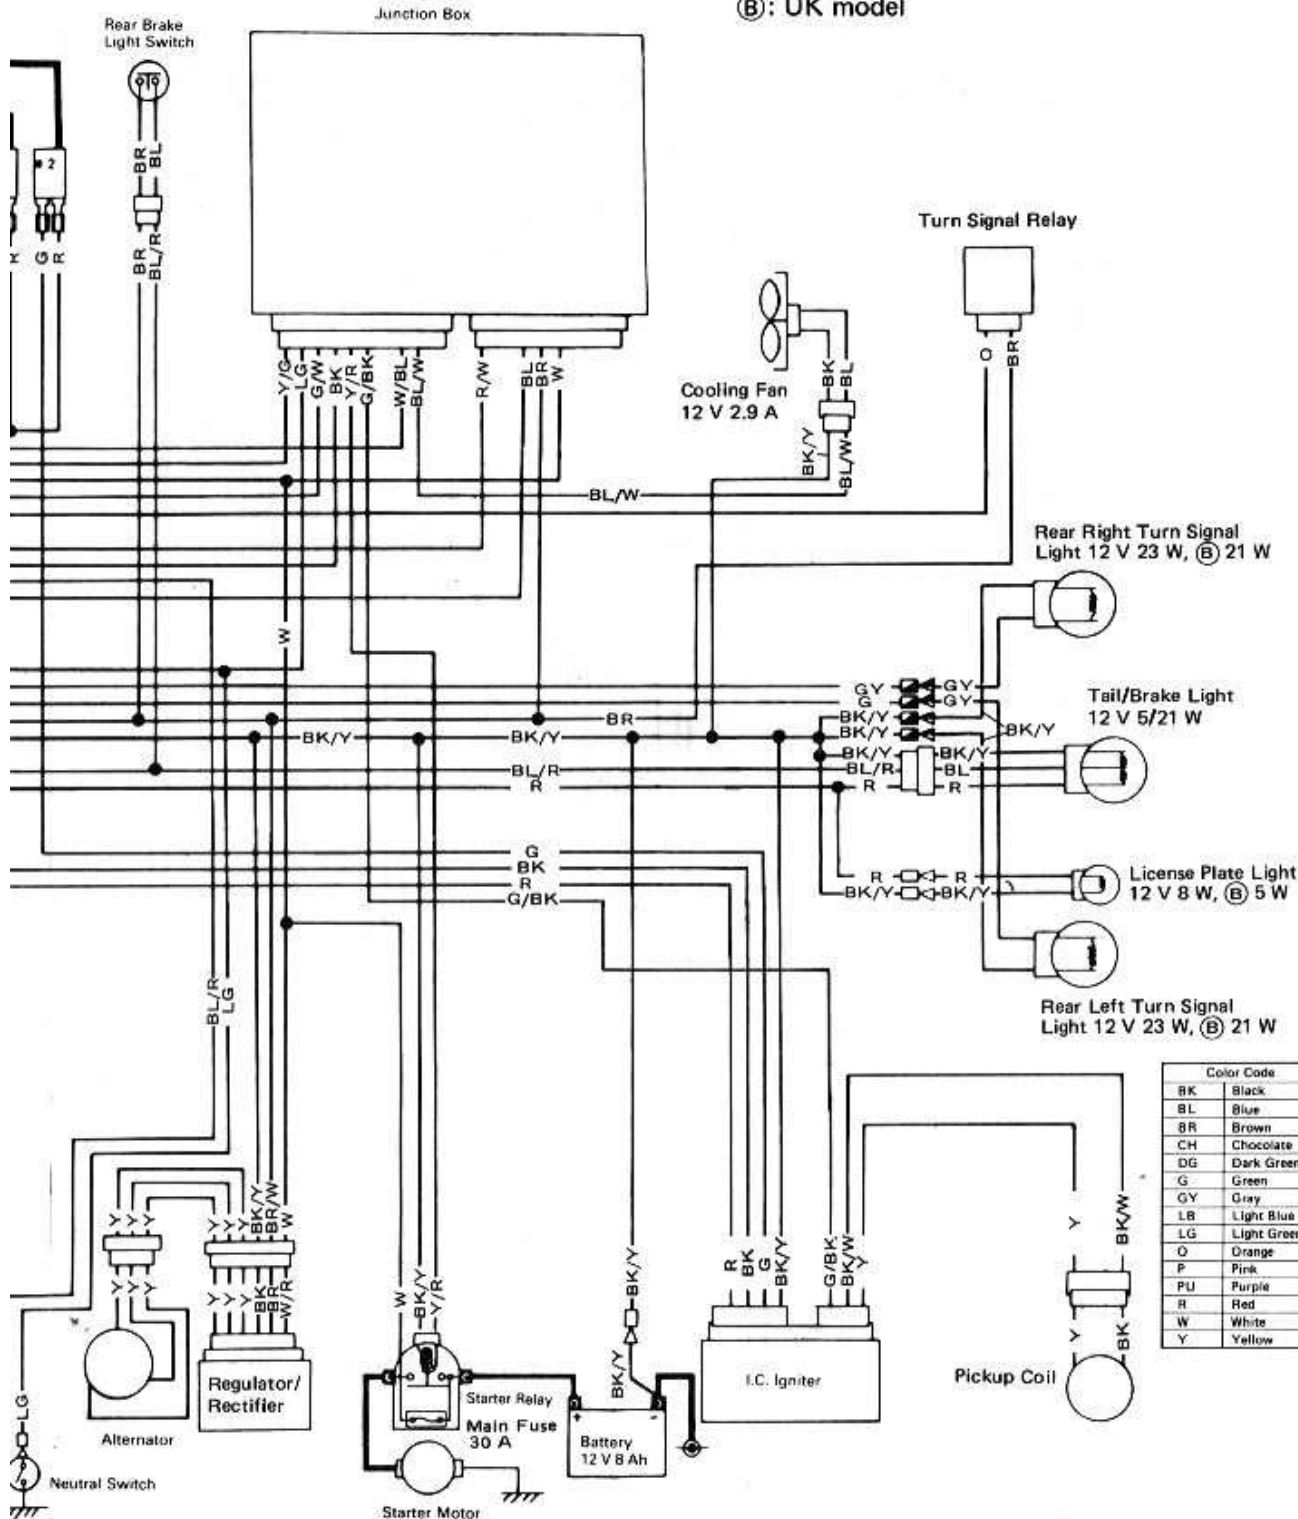 (B): UK model
Junction Box
Rear Brake
Light Switch
BR
BL
2
BR
BL/R
R
G
R
Turn Signal Relay
O
BR
Y/G
LG
G/W
BK
Y/R
G/BK
W/BL
BL/W
R/W
BL
BR
W
Cooling Fan
12 V 2.9 A
BK
BL
BK/Y
BL/W
BL/W
Rear Right Turn Signal
Light 12 V 23 W, (B) 21 W
W
GY
GY
G
GY
BK/Y
BK/Y
BK/Y
BR
BK/Y
BK/Y
BK/Y
BK/Y
BL/R
BL/R
BL
R
R
R
Tail/Brake Light
12 V 5/21 W
G
BK
R
G/BK
R
R
BK/Y
BK/Y
License Plate Light
12 V 8 W, (B) 5 W
BL/R
LG
Rear Left Turn Signal
Light 12 V 23 W, (B) 21 W
Color Code
BK Black
BL Blue
BR Brown
CH Chocolate
DG Dark Green
G Green
GY Gray
LB Light Blue
LG Light Green
O Orange
P Pink
PU Purple
R Red
W White
Y Yellow
Y
Y
Y
Y
Y
Y
BK/Y
BR/W
W
Y
Y
Y
Y
Y
Y
BK
BR
W/R
W
BK/Y
Y/R
BK/Y
BK/Y
R
BK
G
BK/Y
G/BK
BK/W
Y
Y
BK/W
Y
BK
LG
Regulator/
Rectifier
Alternator
Neutral Switch
Starter Relay
Main Fuse
30 A
Starter Motor
+
-
Battery
12 V 8 Ah
I.C. Igniter
Pickup Coil